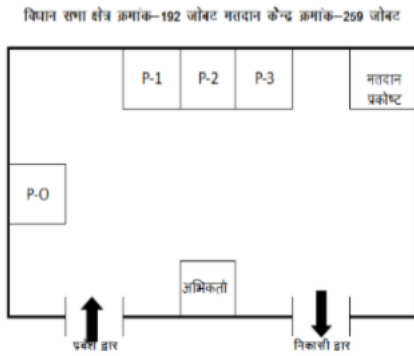 विधान सभा क्षेत्र क्रमांक–192 जोबट मतदान केन्द्र क्रमांक–259 जोबट
P-1 P-2 P-3 मतदान
प्रकोष्ट
P-O
अभिकर्ता
प्रवेश द्वार निकासी द्वार